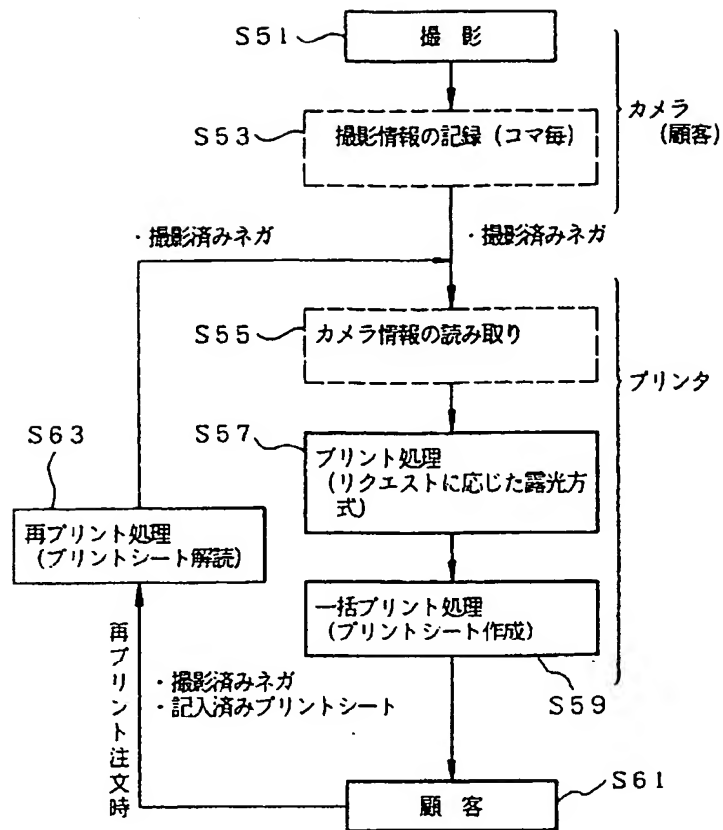 S51
撮 影
カメラ
(顧客)
S53
撮影情報の記録 (コマ毎)
・撮影済みネガ
・撮影済みネガ
S55
カメラ情報の読み取り
プリンタ
S63
S57
プリント処理
(リクエストに応じた露光方
式)
再プリント処理
(プリントシート解読)
一括プリント処理
(プリントシート作成)
再プリント注文時
・撮影済みネガ
・記入済みプリントシート
S59
S61
顧 客